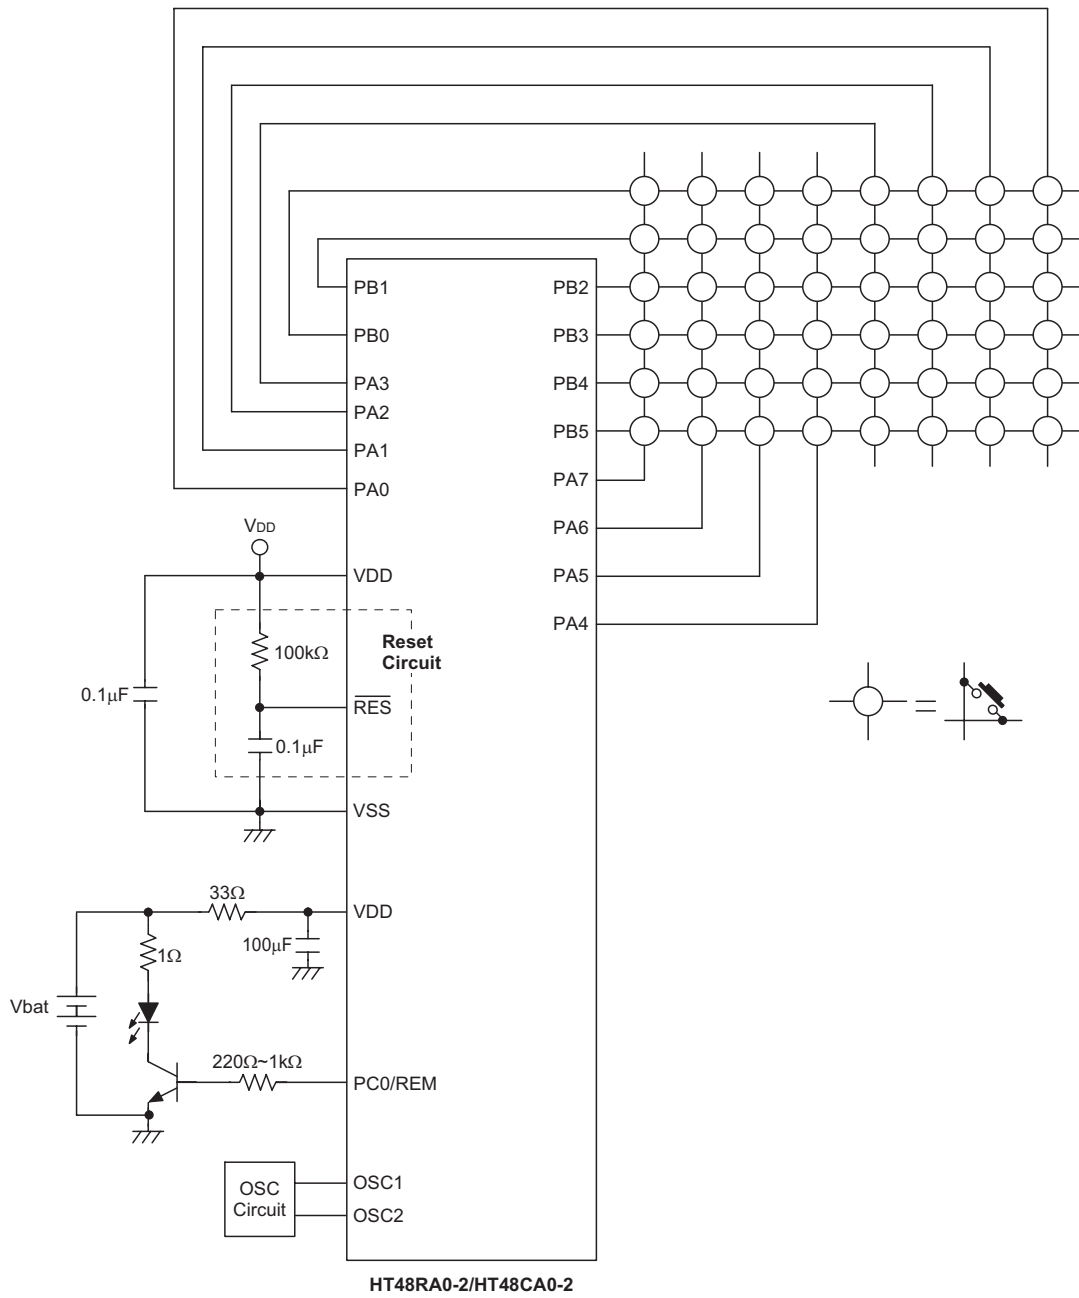 PB1
PB2
PB0
PB3
PA3
PB4
PA2
PA1
PB5
PA0
PA7
PA6
PA5
PA4
VDD
VDD
Reset
Circuit
100kΩ
0.1μF
RES
0.1μF
VSS
33Ω
VDD
100μF
1Ω
Vbat
220Ω~1kΩ
PC0/REM
OSC
Circuit
OSC1
OSC2
HT48RA0-2/HT48CA0-2